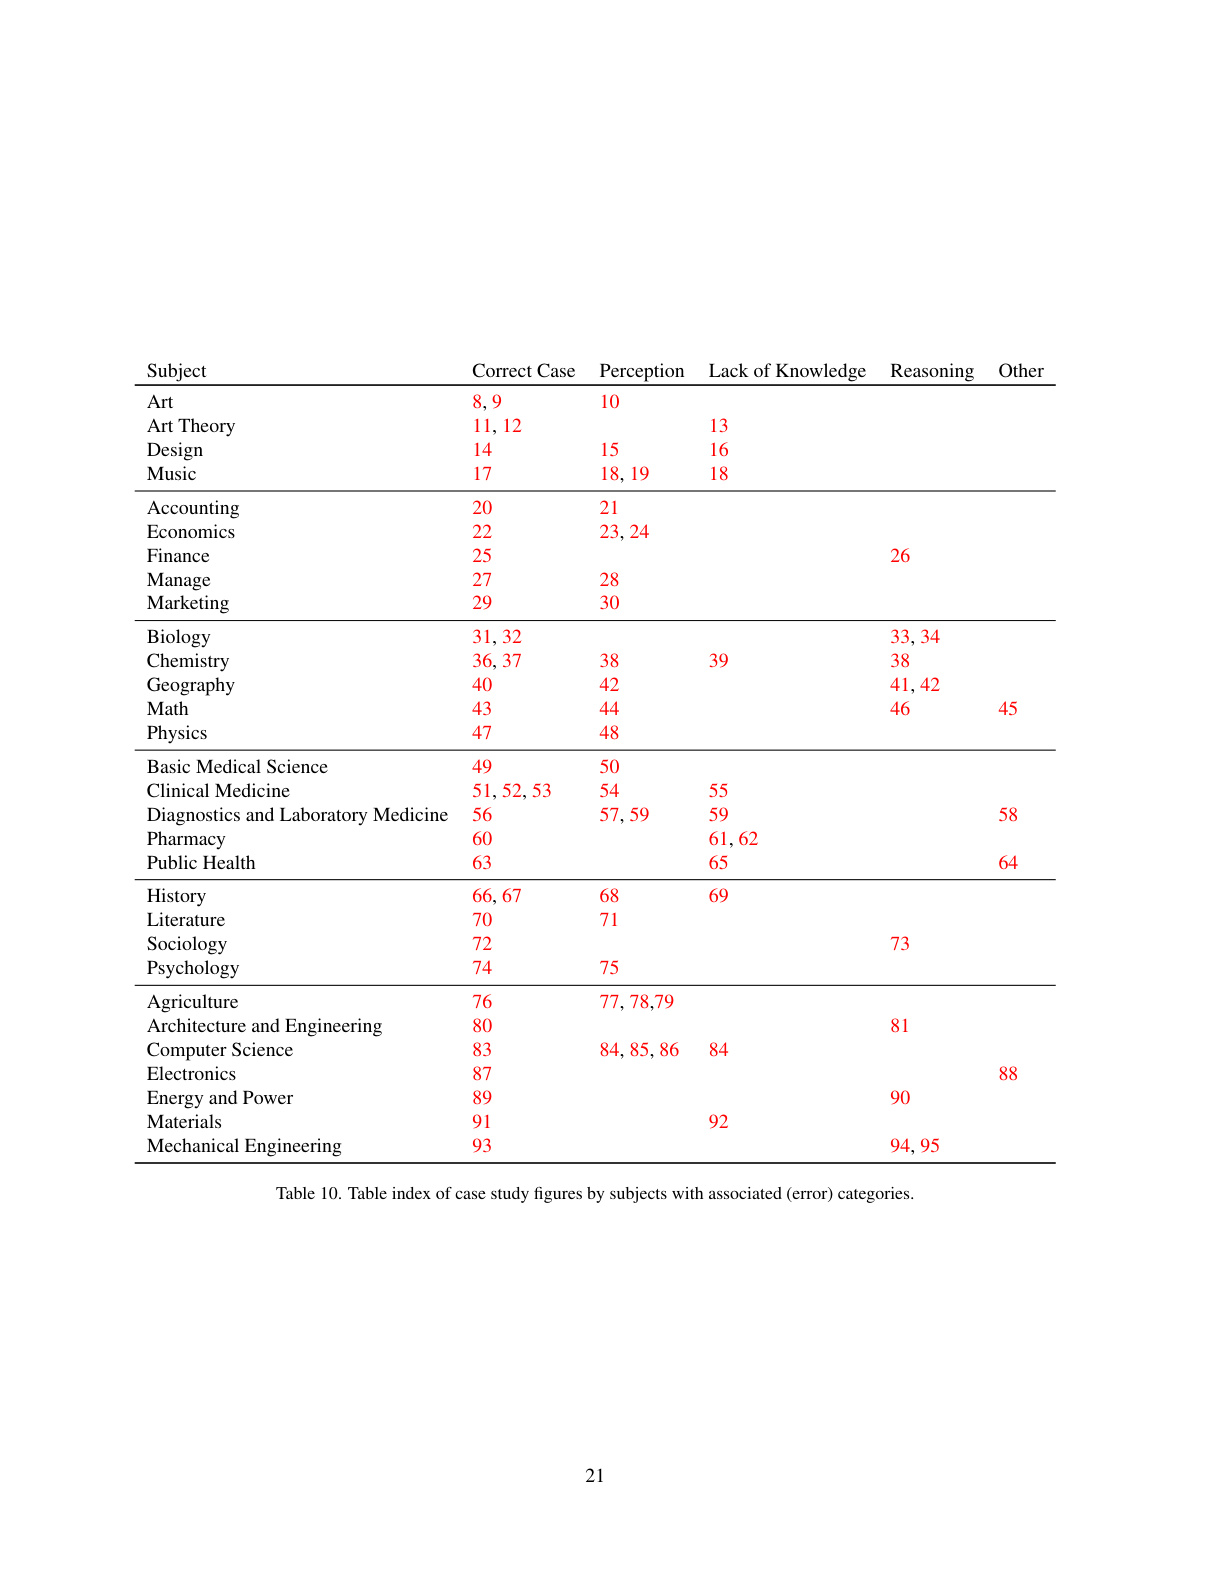 Subject Correct Case Perception Lack of Knowledge Reasoning Other
Art 8, 9 10
Art Theory 11, 12 13
Design 14 15 16
Music 17 18, 19 18
Accounting 20 21
Economics 22 23, 24
Finance 25 26
Manage 27 28
Marketing 29 30
Biology 31, 32 33, 34
Chemistry 36, 37 38 39 38
Geography 40 42 41, 42
Math 43 44 46 45
Physics 47 48
Basic Medical Science 49 50
Clinical Medicine 51, 52, 53 54 55
Diagnostics and Laboratory Medicine 56 57, 59 59 58
Pharmacy 60 61, 62
Public Health 63 65 64
History 66, 67 68 69
Literature 70 71
Sociology 72 73
Psychology 74 75
Agriculture 76 77, 78,79
Architecture and Engineering 80 81
Computer Science 83 84, 85, 86 84
Electronics 87 88
Energy and Power 89 90
Materials 91 92
Mechanical Engineering 93 94, 95
Table 10. Table index of case study figures by subjects with associated (error) categories.
21